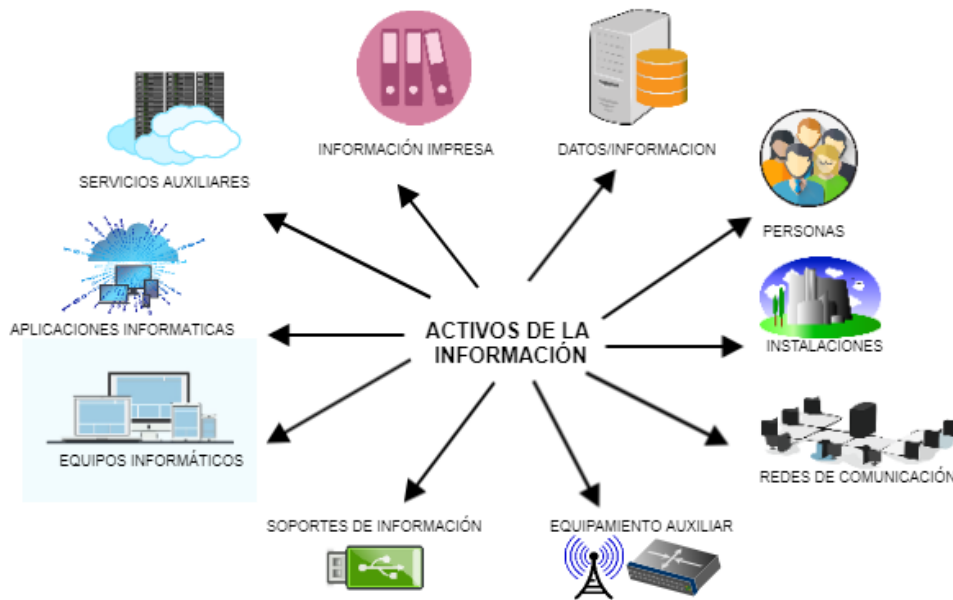 INFORMACIÓN IMPRESA
DATOS/INFORMACION
SERVICIOS AUXILIARES
PERSONAS
APLICACIONES INFORMATICAS
ACTIVOS DE LA
INFORMACIÓN
INSTALACIONES
EQUIPOS INFORMÁTICOS
REDES DE COMUNICACIÓN
SOPORTES DE INFORMACIÓN
EQUIPAMIENTO AUXILIAR